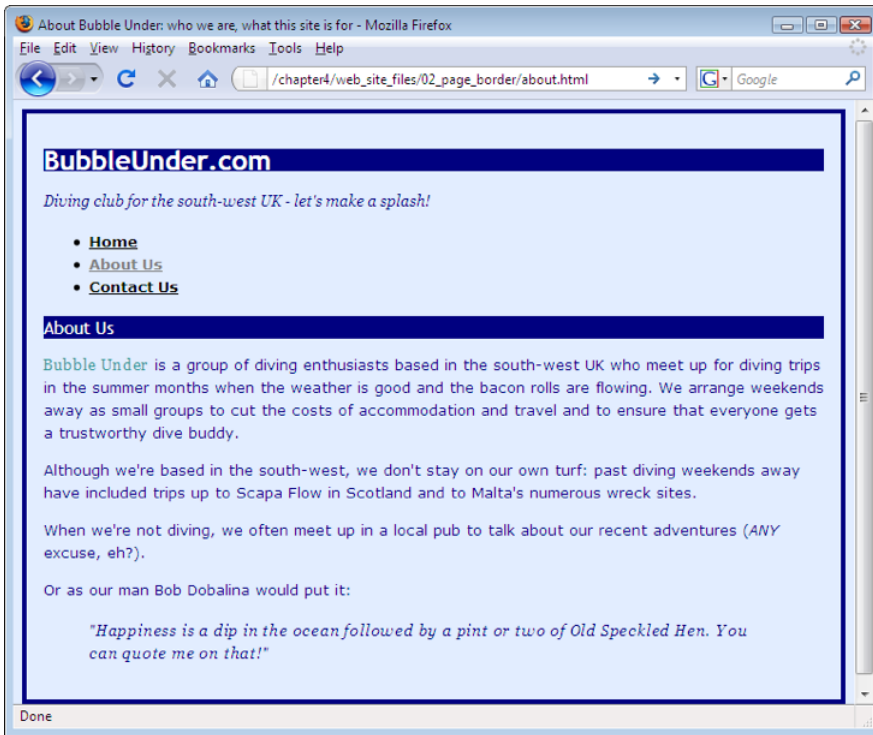 About Bubble Under: who we are, what this site is for - Mozilla Firefox
File Edit View History Bookmarks Tools Help
/chapter4/web_site_files/02_page_border/about.html
G Google
BubbleUnder.com
Diving club for the south-west UK - let's make a splash!
• Home
• About Us
• Contact Us
About Us
Bubble Under is a group of diving enthusiasts based in the south-west UK who meet up for diving trips
in the summer months when the weather is good and the bacon rolls are flowing. We arrange weekends
away as small groups to cut the costs of accommodation and travel and to ensure that everyone gets
a trustworthy dive buddy.
Although we're based in the south-west, we don't stay on our own turf: past diving weekends away
have included trips up to Scapa Flow in Scotland and to Malta's numerous wreck sites.
When we're not diving, we often meet up in a local pub to talk about our recent adventures (ANY
excuse, eh?).
Or as our man Bob Dobalina would put it:
"Happiness is a dip in the ocean followed by a pint or two of Old Speckled Hen. You
can quote me on that!"
Done